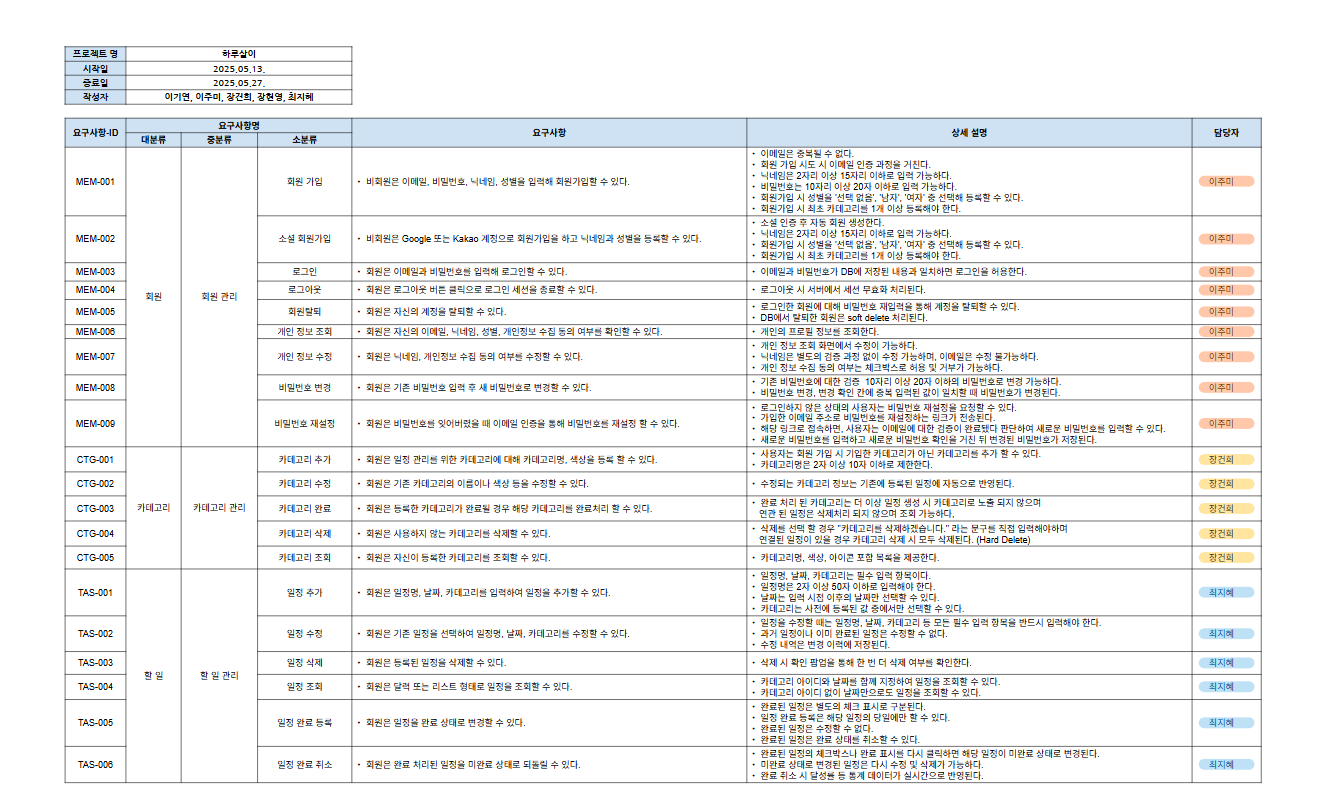 프로젝트 명 하루살이
시작일 2025.05.13.
종료일 2025.05.27.
작성자 이기연, 이주미, 장건희, 장현영, 최지혜
요구사항-ID 요구사항명 요구사항 상세 설명 담당자
대분류 중분류 소분류
회원 회원 관리
MEM-001 회원 가입 • 비회원은 이메일, 비밀번호, 닉네임, 성별을 입력해 회원가입할 수 있다. 이주미
• 이메일은 중복될 수 없다.
• 회원 가입 시도 시 이메일 인증 과정을 거친다.
• 닉네임은 2자리 이상 15자리 이하로 입력 가능하다.
• 비밀번호는 10자리 이상 20자 이하로 입력 가능하다.
• 회원가입 시 성별을 '선택 없음', '남자', '여자' 중 선택해 등록할 수 있다.
• 회원가입 시 최초 카테고리를 1개 이상 등록해야 한다.
MEM-002 소셜 회원가입 • 비회원은 Google 또는 Kakao 계정으로 회원가입을 하고 닉네임과 성별을 등록할 수 있다. 이주미
• 소셜 인증 후 자동 회원 생성한다.
• 닉네임은 2자리 이상 15자리 이하로 입력 가능하다.
• 회원가입 시 성별을 '선택 없음', '남자', '여자' 중 선택해 등록할 수 있다.
• 회원가입 시 최초 카테고리를 1개 이상 등록해야 한다.
MEM-003 로그인 • 회원은 이메일과 비밀번호를 입력해 로그인할 수 있다. • 이메일과 비밀번호가 DB에 저장된 내용과 일치하면 로그인을 허용한다. 이주미
MEM-004 로그아웃 • 회원은 로그아웃 버튼 클릭으로 로그인 세션을 종료할 수 있다. • 로그아웃 시 서버에서 세션 무효화 처리된다. 이주미
MEM-005 회원탈퇴 • 회원은 자신의 계정을 탈퇴할 수 있다. 이주미
• 로그인한 회원에 대해 비밀번호 재입력을 통해 계정을 탈퇴할 수 있다.
• DB에서 탈퇴한 회원은 soft delete 처리된다.
MEM-006 개인 정보 조회 • 회원은 자신의 이메일, 닉네임, 성별, 개인정보 수집 동의 여부를 확인할 수 있다. • 개인의 프로필 정보를 조회한다. 이주미
MEM-007 개인 정보 수정 • 회원은 닉네임, 개인정보 수집 동의 여부를 수정할 수 있다. 이주미
• 개인 정보 조회 화면에서 수정이 가능하다.
• 닉네임은 별도의 검증 과정 없이 수정 가능하며, 이메일은 수정 불가능하다.
• 개인 정보 수집 동의 여부는 체크박스로 허용 및 거부가 가능하다.
MEM-008 비밀번호 변경 • 회원은 기존 비밀번호 입력 후 새 비밀번호로 변경할 수 있다. 이주미
• 기존 비밀번호에 대한 검증 10자리 이상 20자 이하의 비밀번호로 변경 가능하다.
• 비밀번호 변경, 변경 확인 칸에 중복 입력된 값이 일치할 때 비밀번호가 변경된다.
MEM-009 비밀번호 재설정 • 회원은 비밀번호를 잊어버렸을 때 이메일 인증을 통해 비밀번호를 재설정 할 수 있다. 이주미
• 로그인하지 않은 상태의 사용자는 비밀번호 재설정을 요청할 수 있다.
• 가입한 이메일 주소로 비밀번호를 재설정하는 링크가 전송된다.
• 해당 링크로 접속하면, 사용자는 이메일에 대한 검증이 완료됐다 판단하여 새로운 비밀번호를 입력할 수 있다.
• 새로운 비밀번호를 입력하고 새로운 비밀번호 확인을 거친 뒤 변경된 비밀번호가 저장된다.
카테고리 카테고리 관리
CTG-001 카테고리 추가 • 회원은 일정 관리를 위한 카테고리에 대해 카테고리명, 색상을 등록 할 수 있다. 장건희
• 사용자는 회원 가입 시 기입한 카테고리가 아닌 카테고리를 추가 할 수 있다.
• 카테고리명은 2자 이상 10자 이하로 제한한다.
CTG-002 카테고리 수정 • 회원은 기존 카테고리의 이름이나 색상 등을 수정할 수 있다. • 수정되는 카테고리 정보는 기존에 등록된 일정에 자동으로 반영된다. 장건희
CTG-003 카테고리 완료 • 회원은 등록한 카테고리가 완료될 경우 해당 카테고리를 완료처리 할 수 있다. 장건희
• 완료 처리 된 카테고리는 더 이상 일정 생성 시 카테고리로 노출 되지 않으며
연관 된 일정은 삭제처리 되지 않으며 조회 가능하다,
CTG-004 카테고리 삭제 • 회원은 사용하지 않는 카테고리를 삭제할 수 있다. 장건희
• 삭제를 선택 할 경우 "카테고리를 삭제하겠습니다." 라는 문구를 직접 입력해야하며
연결된 일정이 있을 경우 카테고리 삭제 시 모두 삭제된다. (Hard Delete)
CTG-005 카테고리 조회 • 회원은 자신이 등록한 카테고리를 조회할 수 있다. • 카테고리명, 색상, 아이콘 포함 목록을 제공한다. 장건희
할 일 할 일 관리
TAS-001 일정 추가 • 회원은 일정명, 날짜, 카테고리를 입력하여 일정을 추가할 수 있다. 최지혜
• 일정명, 날짜, 카테고리는 필수 입력 항목이다.
• 일정명은 2자 이상 50자 이하로 입력해야 한다.
• 날짜는 입력 시점 이후의 날짜만 선택할 수 있다.
• 카테고리는 사전에 등록된 값 중에서만 선택할 수 있다.
TAS-002 일정 수정 • 회원은 기존 일정을 선택하여 일정명, 날짜, 카테고리를 수정할 수 있다. 최지혜
• 일정을 수정할 때는 일정명, 날짜, 카테고리 등 모든 필수 입력 항목을 반드시 입력해야 한다.
• 과거 일정이나 이미 완료된 일정은 수정할 수 없다.
• 수정 내역은 변경 이력에 저장된다.
TAS-003 일정 삭제 • 회원은 등록된 일정을 삭제할 수 있다. • 삭제 시 확인 팝업을 통해 한 번 더 삭제 여부를 확인한다. 최지혜
TAS-004 일정 조회 • 회원은 달력 또는 리스트 형태로 일정을 조회할 수 있다. 최지혜
• 카테고리 아이디와 날짜를 함께 지정하여 일정을 조회할 수 있다.
• 카테고리 아이디 없이 날짜만으로도 일정을 조회할 수 있다.
TAS-005 일정 완료 등록 • 회원은 일정을 완료 상태로 변경할 수 있다. 최지혜
• 완료된 일정은 별도의 체크 표시로 구분된다.
• 일정 완료 등록은 해당 일정의 당일에만 할 수 있다.
• 완료된 일정은 수정할 수 없다.
• 완료된 일정은 완료 상태를 취소할 수 있다.
TAS-006 일정 완료 취소 • 회원은 완료 처리된 일정을 미완료 상태로 되돌릴 수 있다. 최지혜
• 완료된 일정의 체크박스나 완료 표시를 다시 클릭하면 해당 일정이 미완료 상태로 변경된다.
• 미완료 상태로 변경된 일정은 다시 수정 및 삭제가 가능하다.
• 완료 취소 시 달성률 등 통계 데이터가 실시간으로 반영된다.